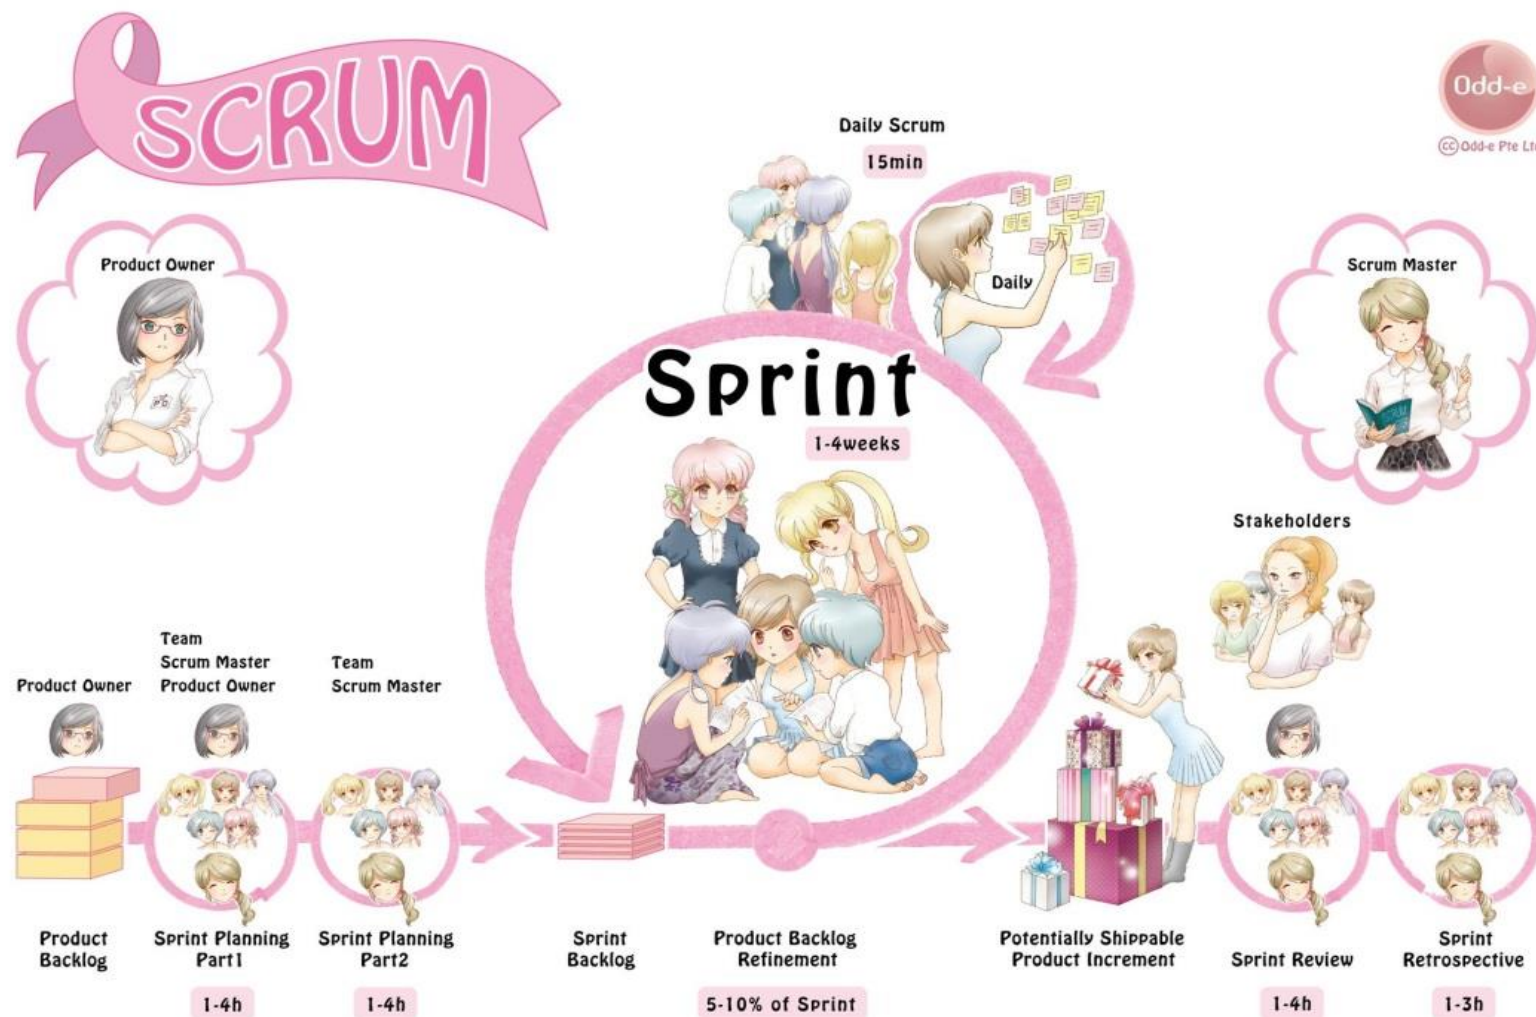 SCRUM
Odd-e
Odd-e Pte Lt
Daily Scrum
15min
Daily
Product Owner
Scrum Master
Sprint
1-4weeks
Stakeholders
Product Owner
Team
Scrum Master
Product Owner
Team
Scrum Master
Product
Backlog
Sprint Planning
Part1
1-4h
Sprint Planning
Part2
1-4h
Sprint
Backlog
Product Backlog
Refinement
5-10% of Sprint
Potentially Shippable
Product Increment
Sprint Review
1-4h
Sprint
Retrospective
1-3h